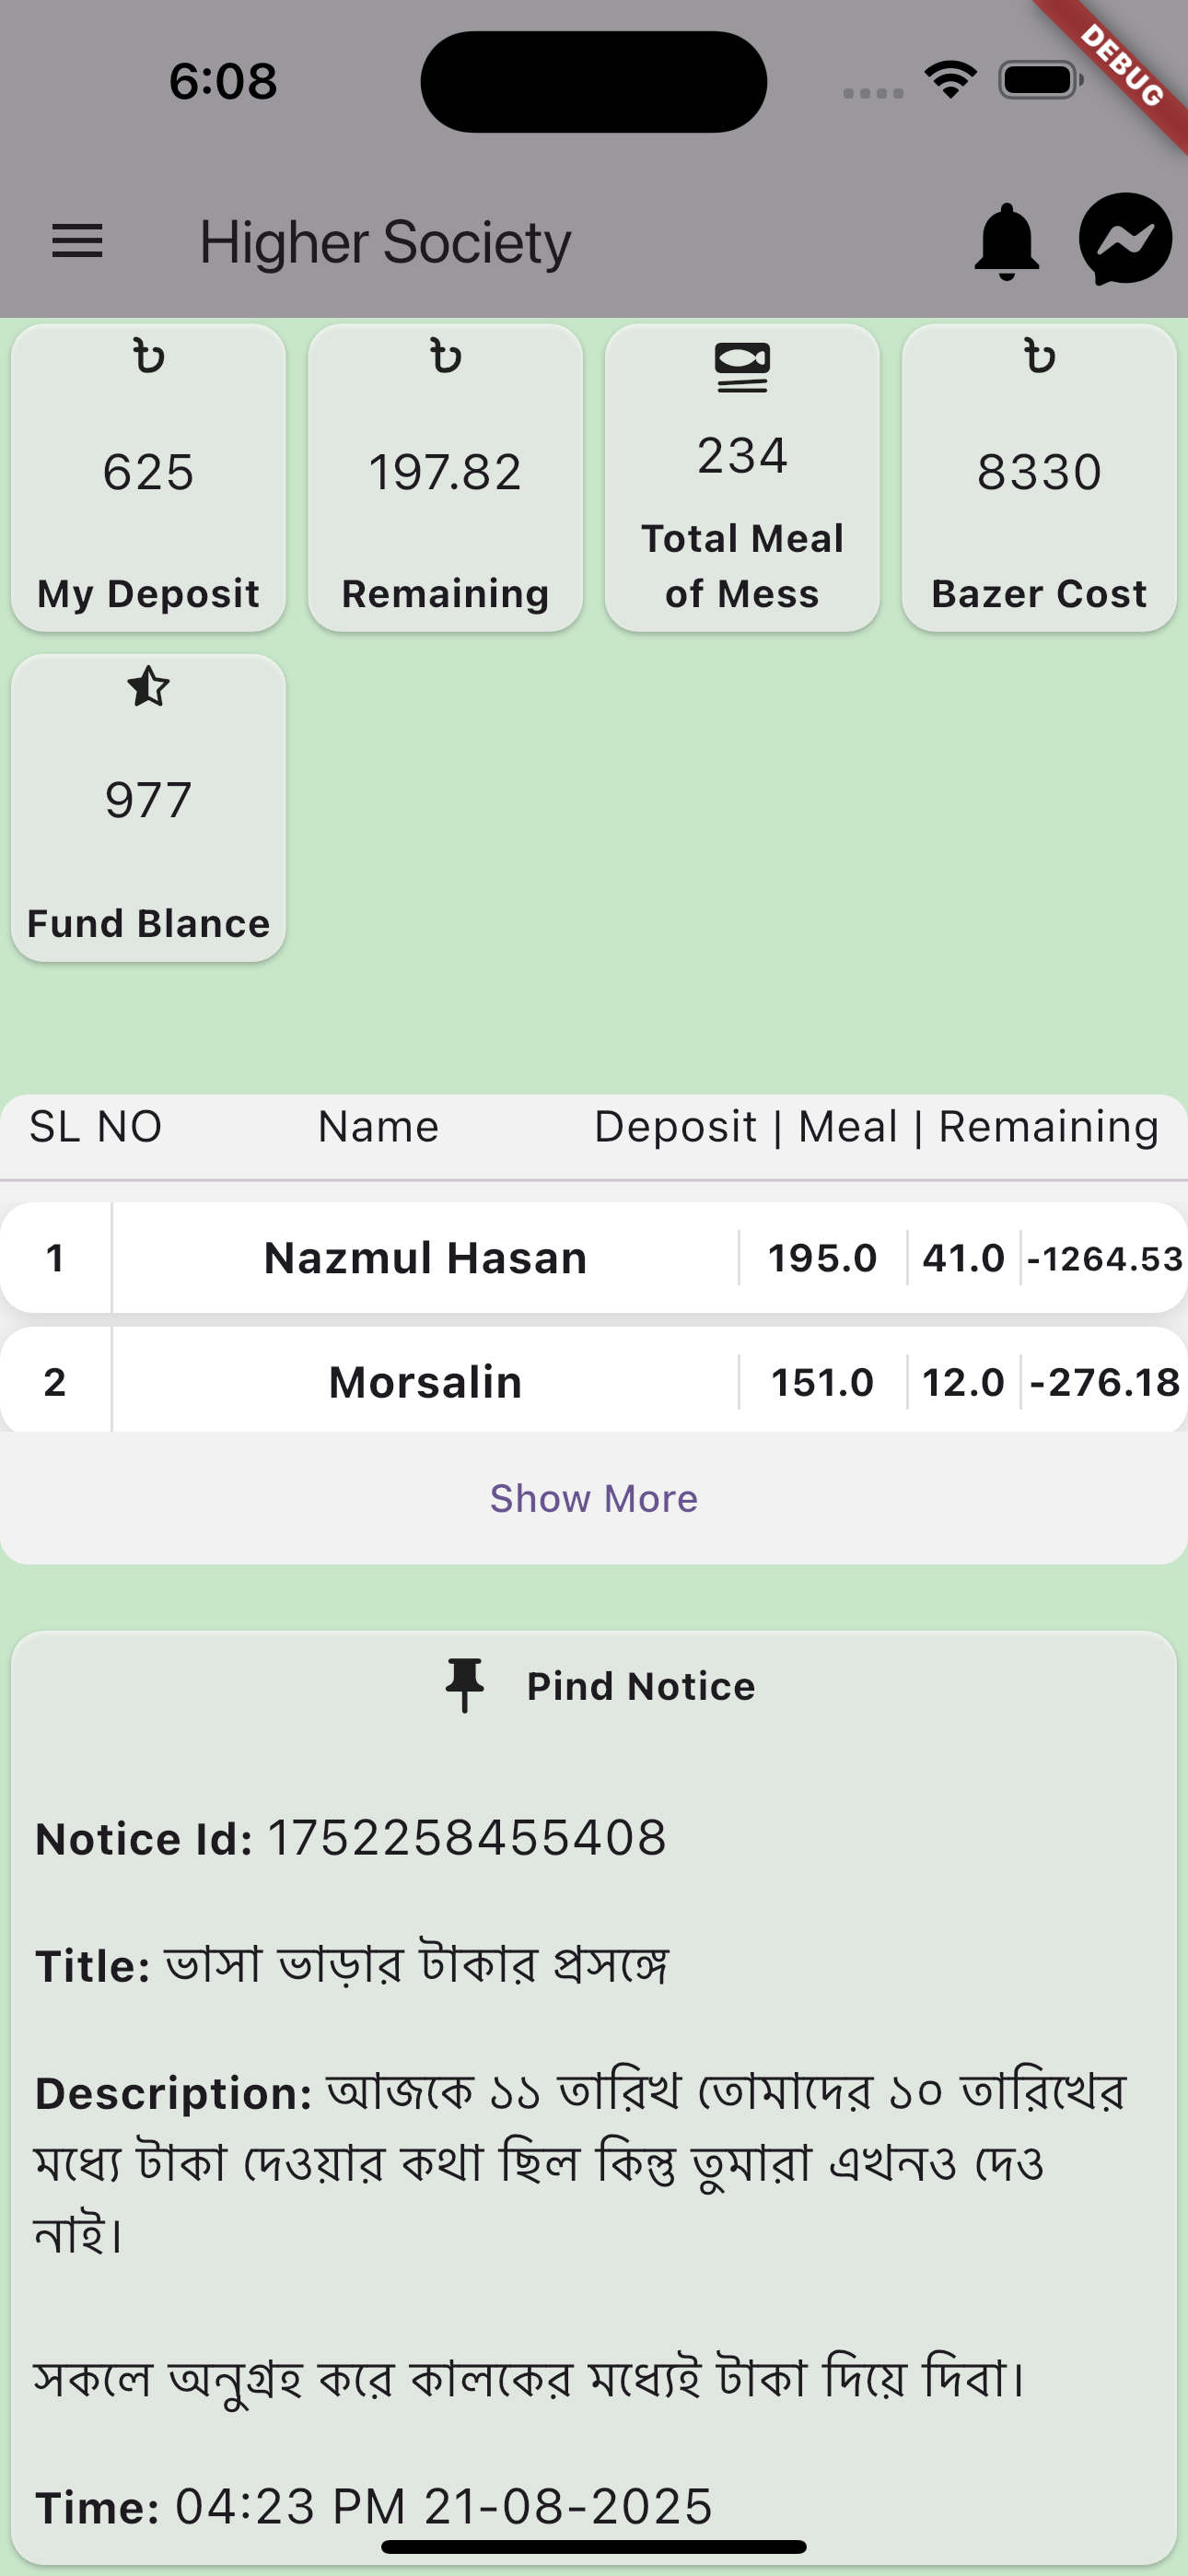 6:08
DEBUG
Higher Society
৳ ৳ ৳
625 197.82 234 8330
My Deposit Remaining Total Meal of Mess Bazer Cost
977
Fund Blance
SL NO Name Deposit | Meal | Remaining
1 Nazmul Hasan 195.0 41.0 -1264.53
2 Morsalin 151.0 12.0 -276.18
Show More
Pind Notice
Notice Id: 1752258455408
Title: ভাসা ভাড়ার টাকার প্রসঙ্গে
Description: আজকে ১১ তারিখ তোমাদের ১০ তারিখের
মধ্যে টাকা দেওয়ার কথা ছিল কিন্তু তুমারা এখনও দেও
নাই।
সকলে অনুগ্রহ করে কালকের মধ্যেই টাকা দিয়ে দিবা।
Time: 04:23 PM 21-08-2025